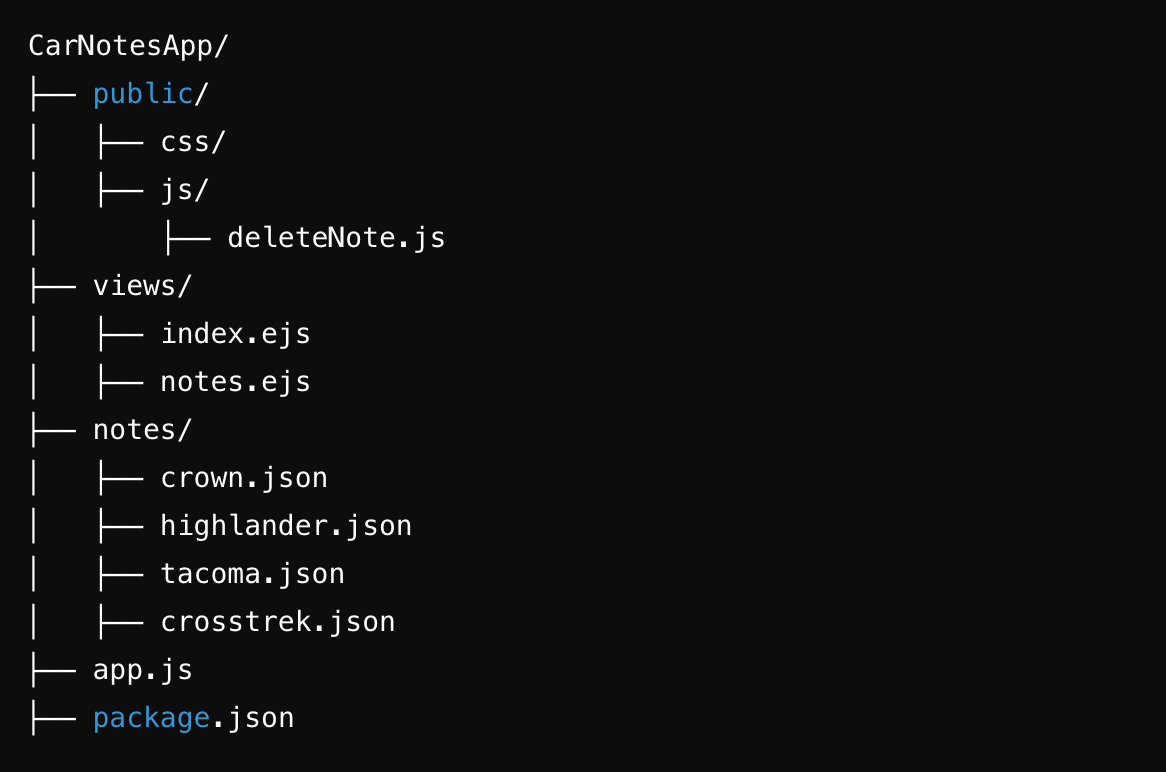 CarNotesApp/
├── public/
│   ├── css/
│   ├── js/
│       ├── deleteNote.js
├── views/
│   ├── index.ejs
│   ├── notes.ejs
├── notes/
│   ├── crown.json
│   ├── highlander.json
│   ├── tacoma.json
│   ├── crosstrek.json
├── app.js
├── package.json